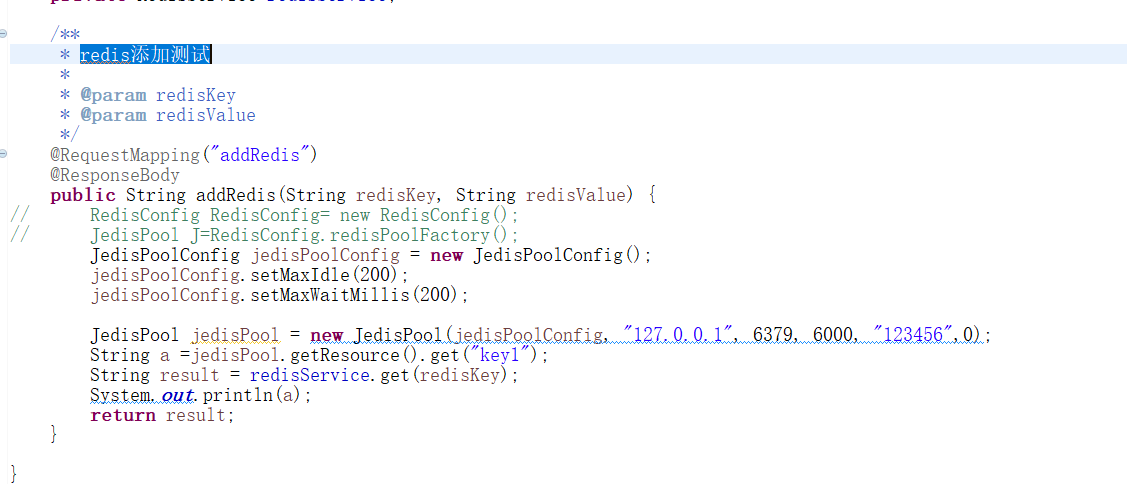 /**
* redis添加测试
*
* @param redisKey
* @param redisValue
*/
@RequestMapping("addRedis")
@ResponseBody
public String addRedis(String redisKey, String redisValue) {
// RedisConfig RedisConfig= new RedisConfig();
// JedisPool J=RedisConfig.redisPoolFactory();
JedisPoolConfig jedisPoolConfig = new JedisPoolConfig();
jedisPoolConfig.setMaxIdle(200);
jedisPoolConfig.setMaxWaitMillis(200);
JedisPool jedisPool = new JedisPool(jedisPoolConfig, "127.0.0.1", 6379, 6000, "123456",0);
String a =jedisPool.getResource().get("key1");
String result = redisService.get(redisKey);
System.out.println(a);
return result;
}
}